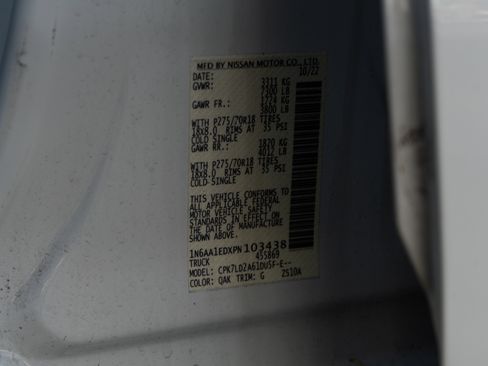 MFD BY NISSAN MOTOR CO., LTD.
DATE: 10/22
GVWR: 3311 KG
7300 LB
GAWR FR.: 1724 KG
3800 LB
WITH P275/70R18 TIRES
18X8.0 RIMS AT 35 PSI
COLD SINGLE
GAWR RR.: 1820 KG
4012 LB
WITH P275/70R18 TIRES
18X8.0 RIMS AT 35 PSI
COLD SINGLE
THIS VEHICLE CONFORMS TO
ALL APPLICABLE FEDERAL
MOTOR VEHICLE SAFETY
STANDARDS IN EFFECT ON
THE DATE OF MANUFACTURE
SHOWN ABOVE.
1N6AA1EDXPN103438
TRUCK 455869
MODEL: CPK7LD2A61DU5F-E--
COLOR: QAK TRIM: G 2510A